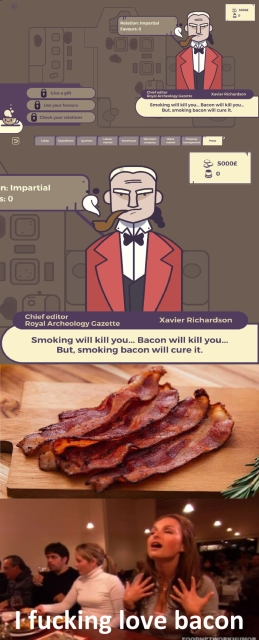 Relation: Impartial
Favours: 0
5000£
0
Give a gift
Use your favours
Check your relations
Chief editor
Royal Archeology Gazette
Xavier Richardson
Smoking will kill you... Bacon will kill you...
But, smoking bacon will cure it.
n: Impartial
s: 0
5000£
0
Chief editor
Royal Archeology Gazette
Xavier Richardson
Smoking will kill you... Bacon will kill you...
But, smoking bacon will cure it.
I fucking love bacon